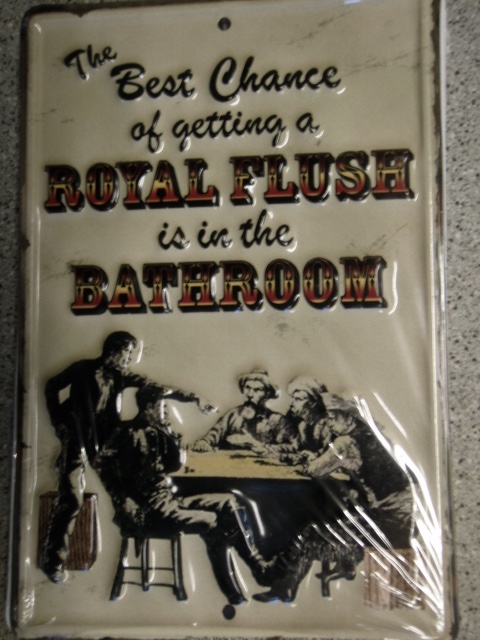 The
Best Chance
of getting a
ROYAL FLUSH
is in the
BATHROOM